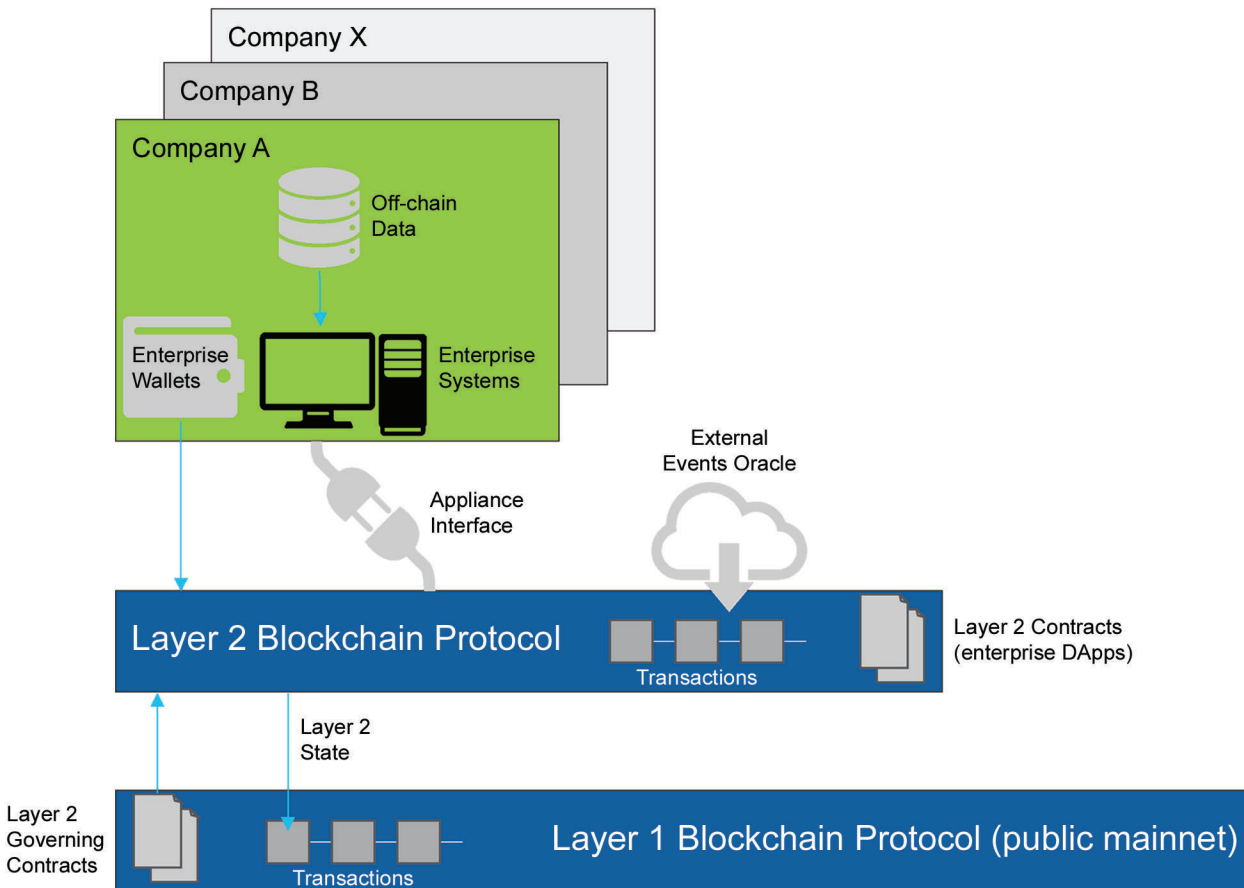 Company X
Company B
Company A
Off-chain
Data
Enterprise
Wallets
Enterprise
Systems
External
Events Oracle
Appliance
Interface
Layer 2 Blockchain Protocol
Transactions
Layer 2 Contracts
(enterprise DApps)
Layer 2
State
Layer 2
Governing
Contracts
Transactions
Layer 1 Blockchain Protocol (public mainnet)